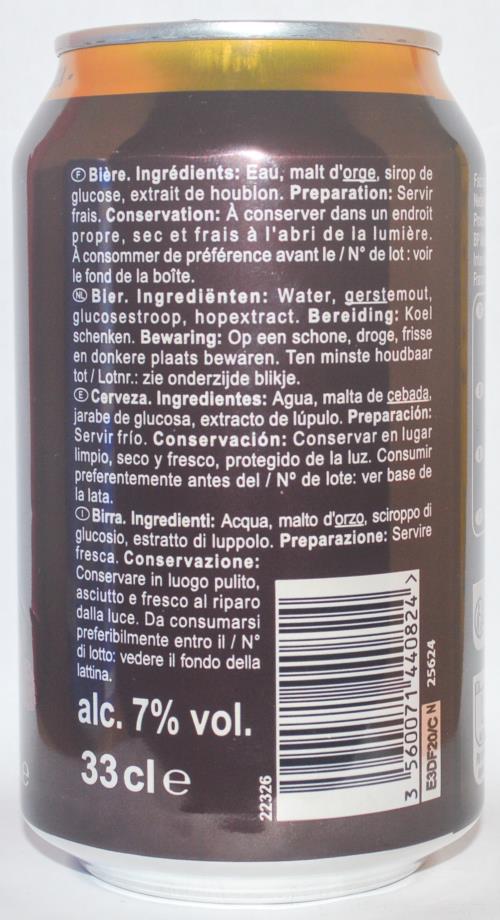 Ⓕ Bière. Ingrédients: Eau, malt d'orge, sirop de
glucose, extrait de houblon. Preparation: Servir
frais. Conservation: À conserver dans un endroit
propre, sec et frais à l'abri de la lumière.
À consommer de préférence avant le / N° de lot : voir
le fond de la boîte.
NL Bier. Ingrediënten: Water, gerstemout,
glucosestroop, hopextract. Bereiding: Koel
schenken. Bewaring: Op een schone, droge, frisse
en donkere plaats bewaren. Ten minste houdbaar
tot / Lotnr.: zie onderzijde blikje.
Ⓔ Cerveza. Ingredientes: Agua, malta de cebada,
jarabe de glucosa, extracto de lúpulo. Preparación:
Servir frío. Conservación: Conservar en lugar
limpio, seco y fresco, protegido de la luz. Consumir
preferentemente antes del / N° de lote: ver base de
la lata.
Ⓘ Birra. Ingredienti: Acqua, malto d'orzo, sciroppo di
glucosio, estratto di luppolo. Preparazione: Servire
fresca. Conservazione:
Conservare in luogo pulito,
asciutto e fresco al riparo
dalla luce. Da consumarsi
preferibilmente entro il / N°
di lotto: vedere il fondo della
lattina.
alc. 7% vol.
33 cl e
22326
3 560071 440824 >
E3DF20/C N 25624